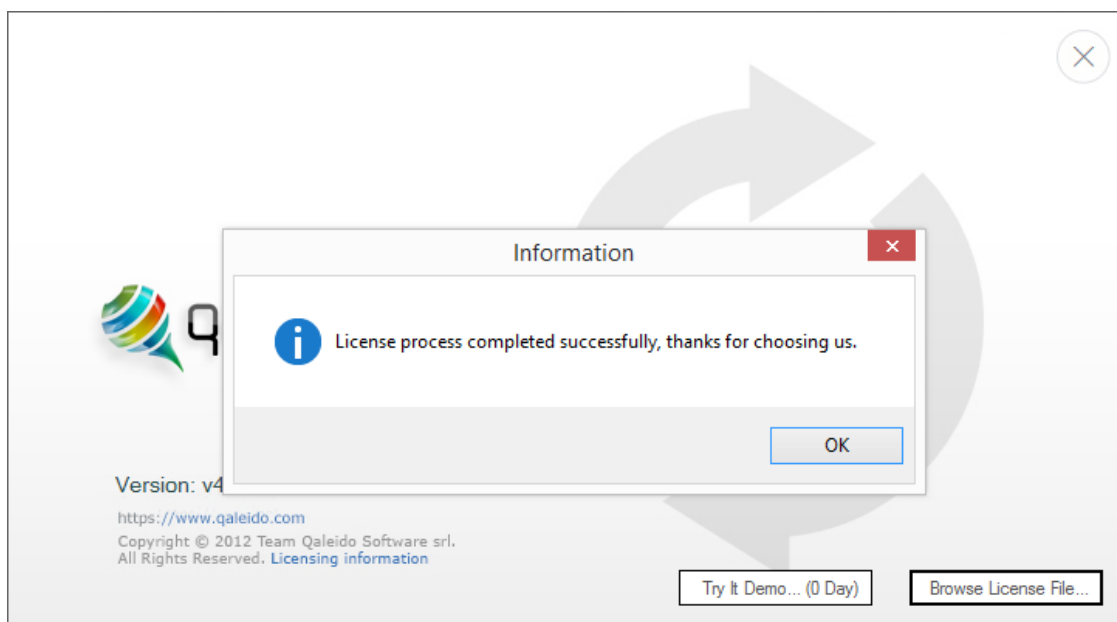 Information
License process completed successfully, thanks for choosing us.
OK
Version: v4
https://www.qaleido.com
Copyright © 2012 Team Qaleido Software srl.
All Rights Reserved. Licensing information
Try It Demo... (0 Day)
Browse License File...